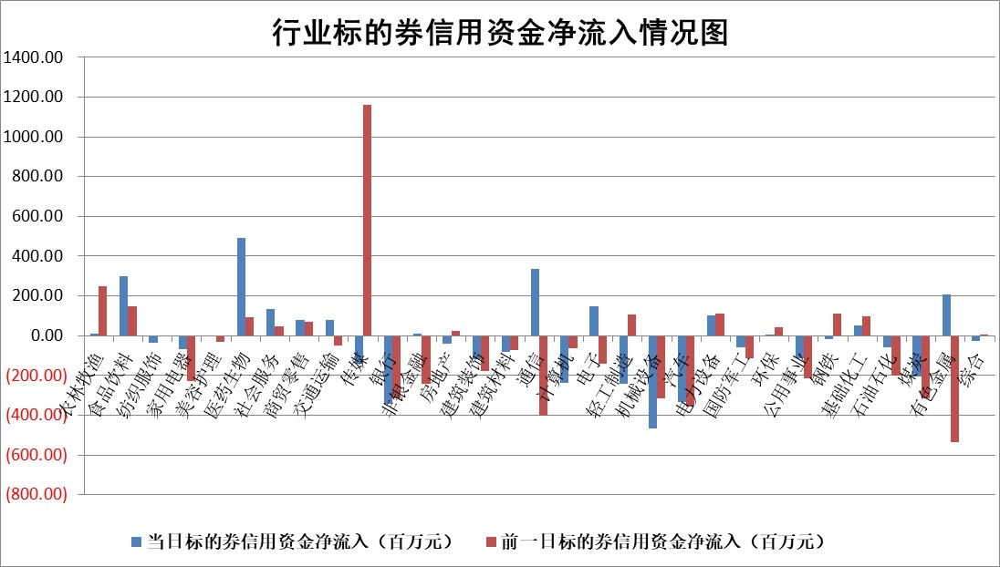 行业标的券信用资金净流入情况图
1400.00
1200.00
1000.00
800.00
600.00
400.00
200.00
0.00
(200.00)
(400.00)
(600.00)
(800.00)
农林牧渔
食品饮料
纺织服饰
家用电器
美容护理
医药生物
社会服务
商贸零售
交通运输
传媒
银行
非银金融
房地产
建筑装饰
建筑材料
通信
计算机
电子
轻工制造
机械设备
汽车
电力设备
国防军工
环保
公用事业
钢铁
基础化工
石油石化
煤炭
有色金属
综合
当日标的券信用资金净流入（百万元）
前一日标的券信用资金净流入（百万元）